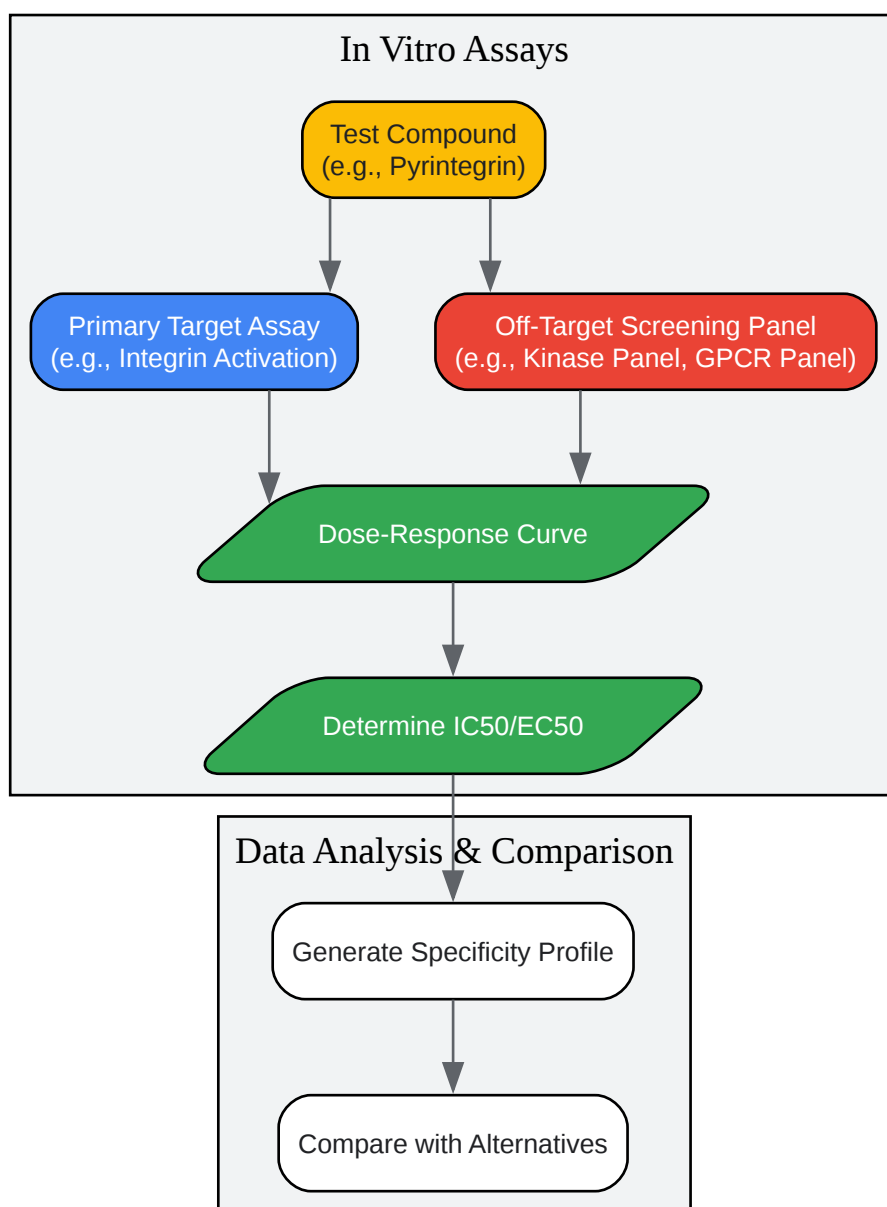 In Vitro Assays
Test Compound
(e.g., Pyrintegrin)
Primary Target Assay
(e.g., Integrin Activation)
Off-Target Screening Panel
(e.g., Kinase Panel, GPCR Panel)
Dose-Response Curve
Determine IC50/EC50
Data Analysis & Comparison
Generate Specificity Profile
Compare with Alternatives